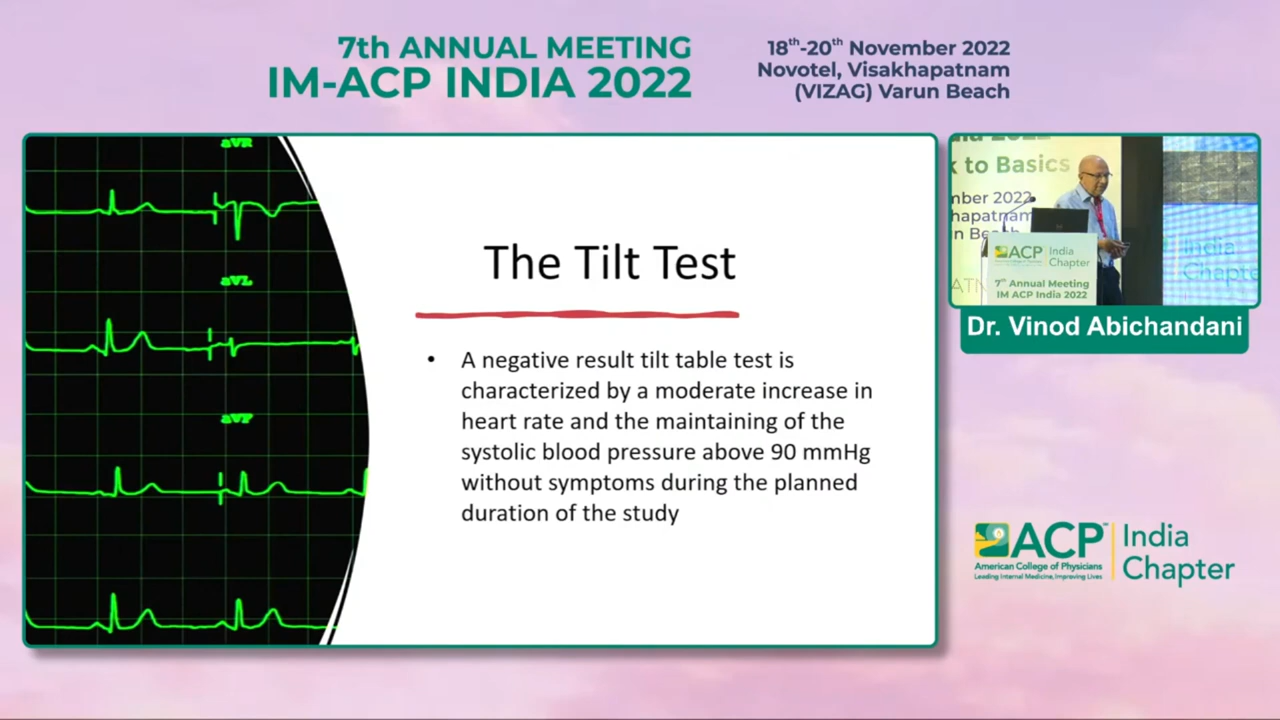 7th ANNUAL MEETING
IM-ACP INDIA 2022
18th-20th November 2022
Novotel, Visakhapatnam
(VIZAG) Varun Beach
aVR
aVL
aVF
The Tilt Test
• A negative result tilt table test is
characterized by a moderate increase in
heart rate and the maintaining of the
systolic blood pressure above 90 mmHg
without symptoms during the planned
duration of the study
2022
k to Basics
mber 2022
hapatnam
n Beach
ACP India
Chapter
7th Annual Meeting
IM ACP India 2022
India
Chapte
Dr. Vinod Abichandani
ACP™ India
Chapter
American College of Physicians
Leading Internal Medicine, Improving Lives